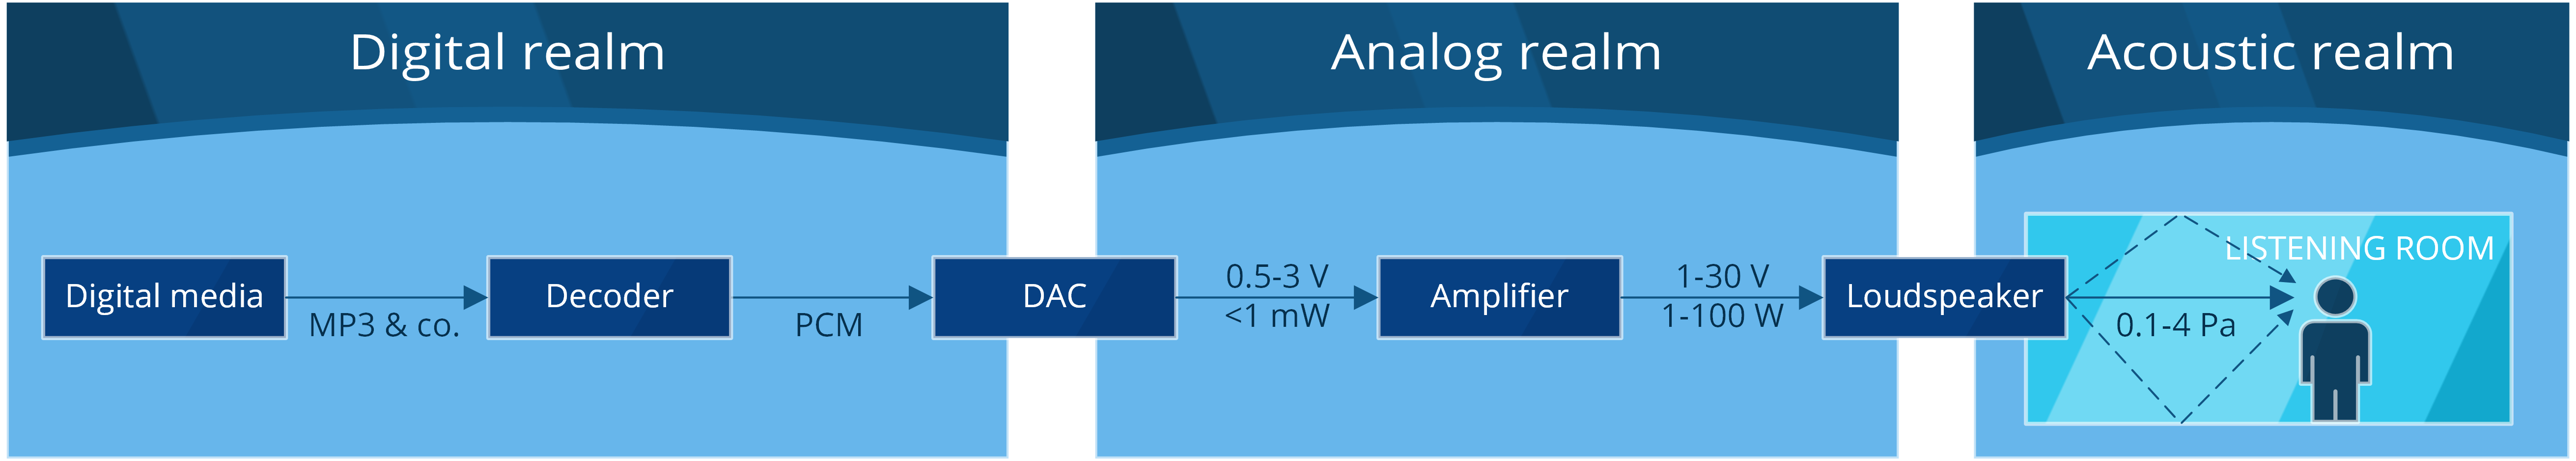 Digital realm
Analog realm
Acoustic realm
Digital media
MP3 & co.
Decoder
PCM
DAC
0.5-3 V
<1 mW
Amplifier
1-30 V
1-100 W
Loudspeaker
LISTENING ROOM
0.1-4 Pa